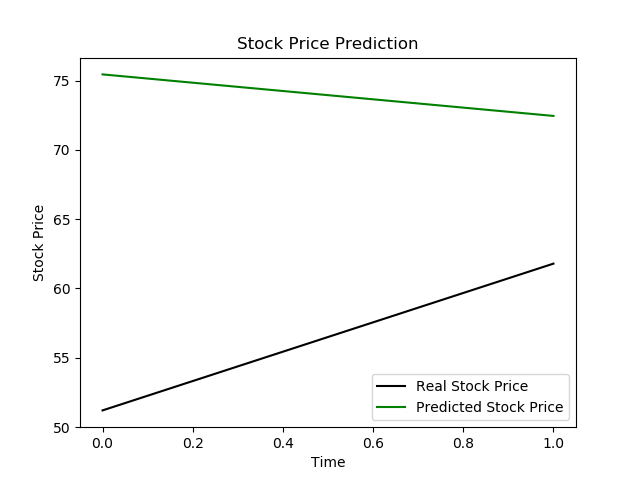 Stock Price Prediction
75
70
65
60
55
50
Stock Price
0.0 0.2 0.4 0.6 0.8 1.0
Time
Real Stock Price
Predicted Stock Price